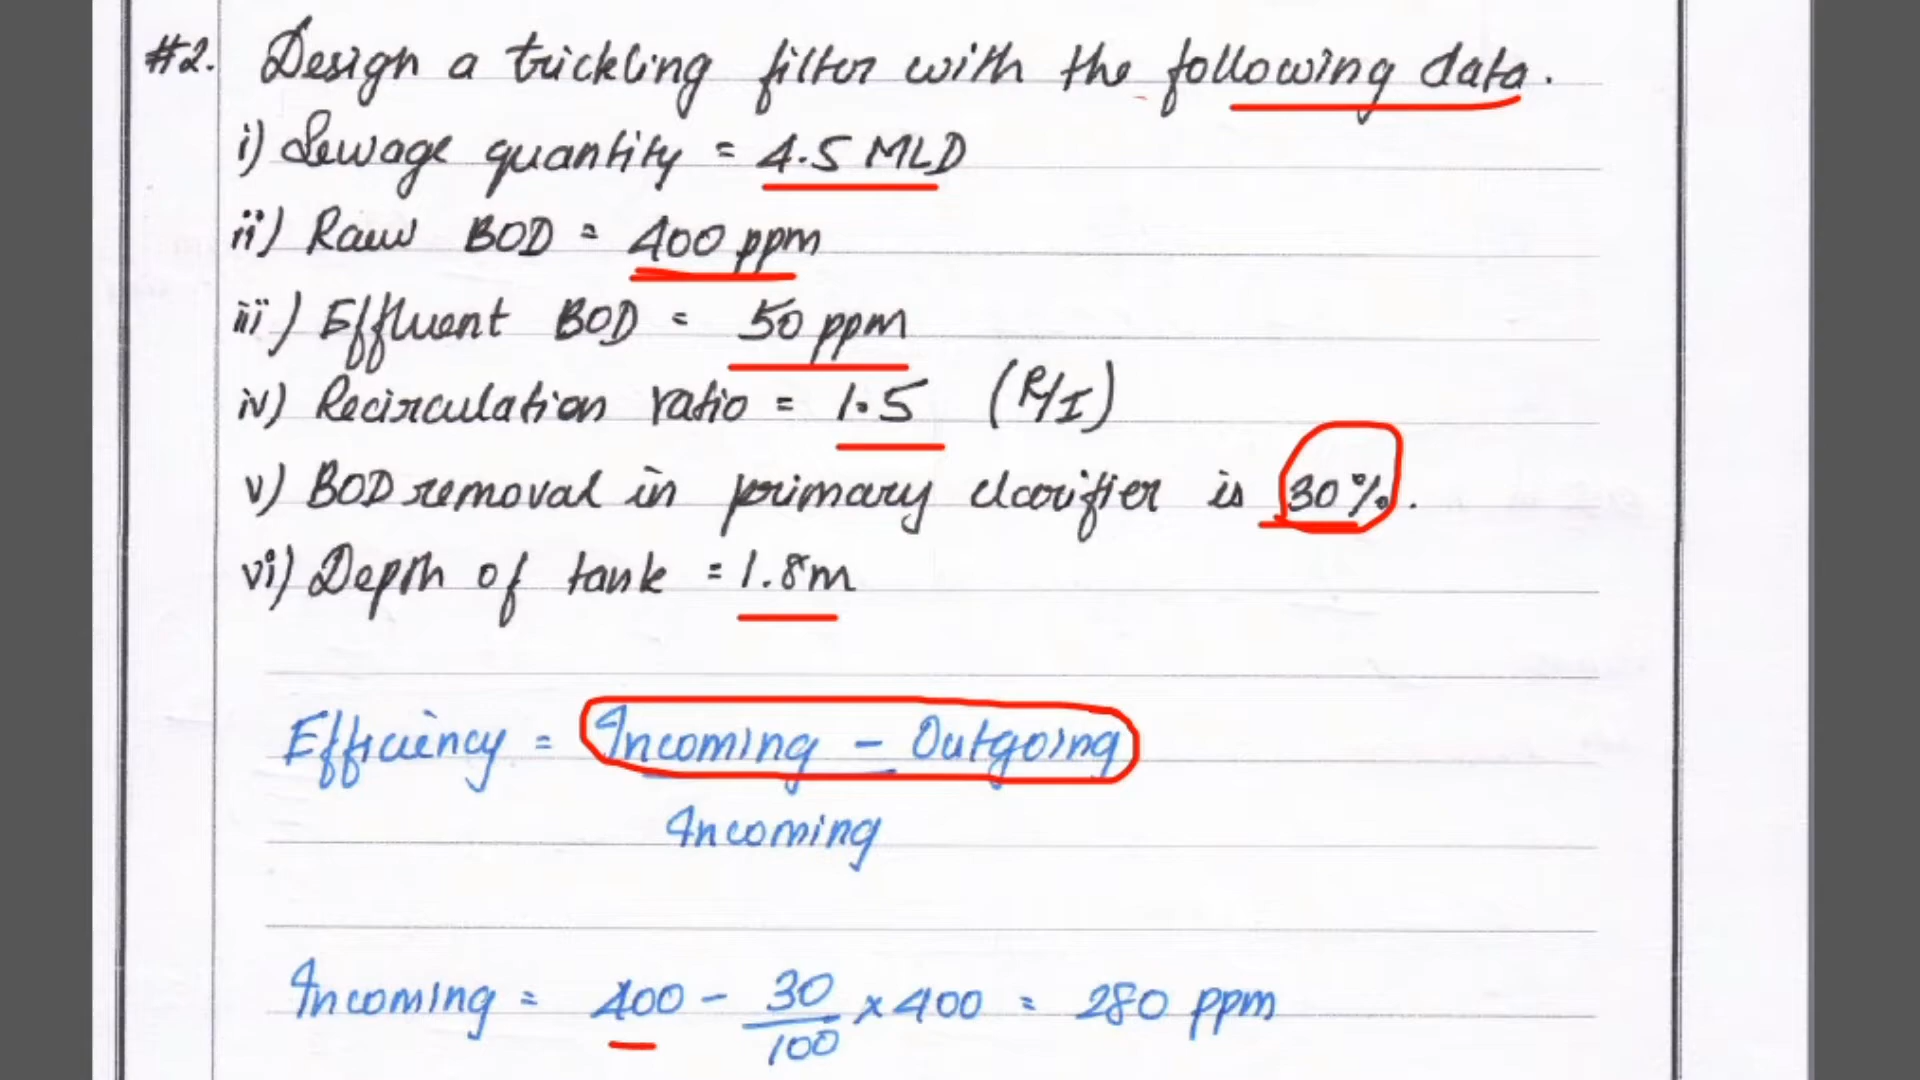 #2. Design a trickling filter with the following data.
i) Sewage quantity = 4.5 MLD
ii) Raw BOD = 400 ppm
iii) Effluent BOD = 50 ppm
iv) Recirculation ratio = 1.5 (R/I)
v) BOD removal in primary clarifier is 30%.
vi) Depth of tank = 1.8m
Efficiency = Incoming - Outgoing
Incoming
Incoming = 400 - 30/100 x 400 = 280 ppm